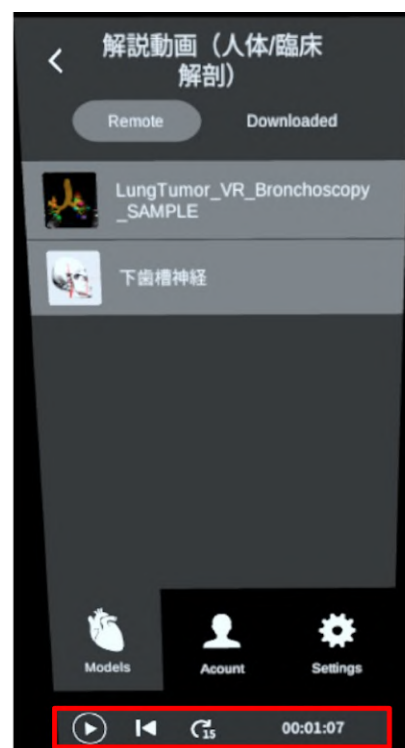 解説動画（人体/臨床
解剖）
Remote
Downloaded
LungTumor_VR_Bronchoscopy
_SAMPLE
下歯槽神経
Models
Acount
Settings
15
00:01:07